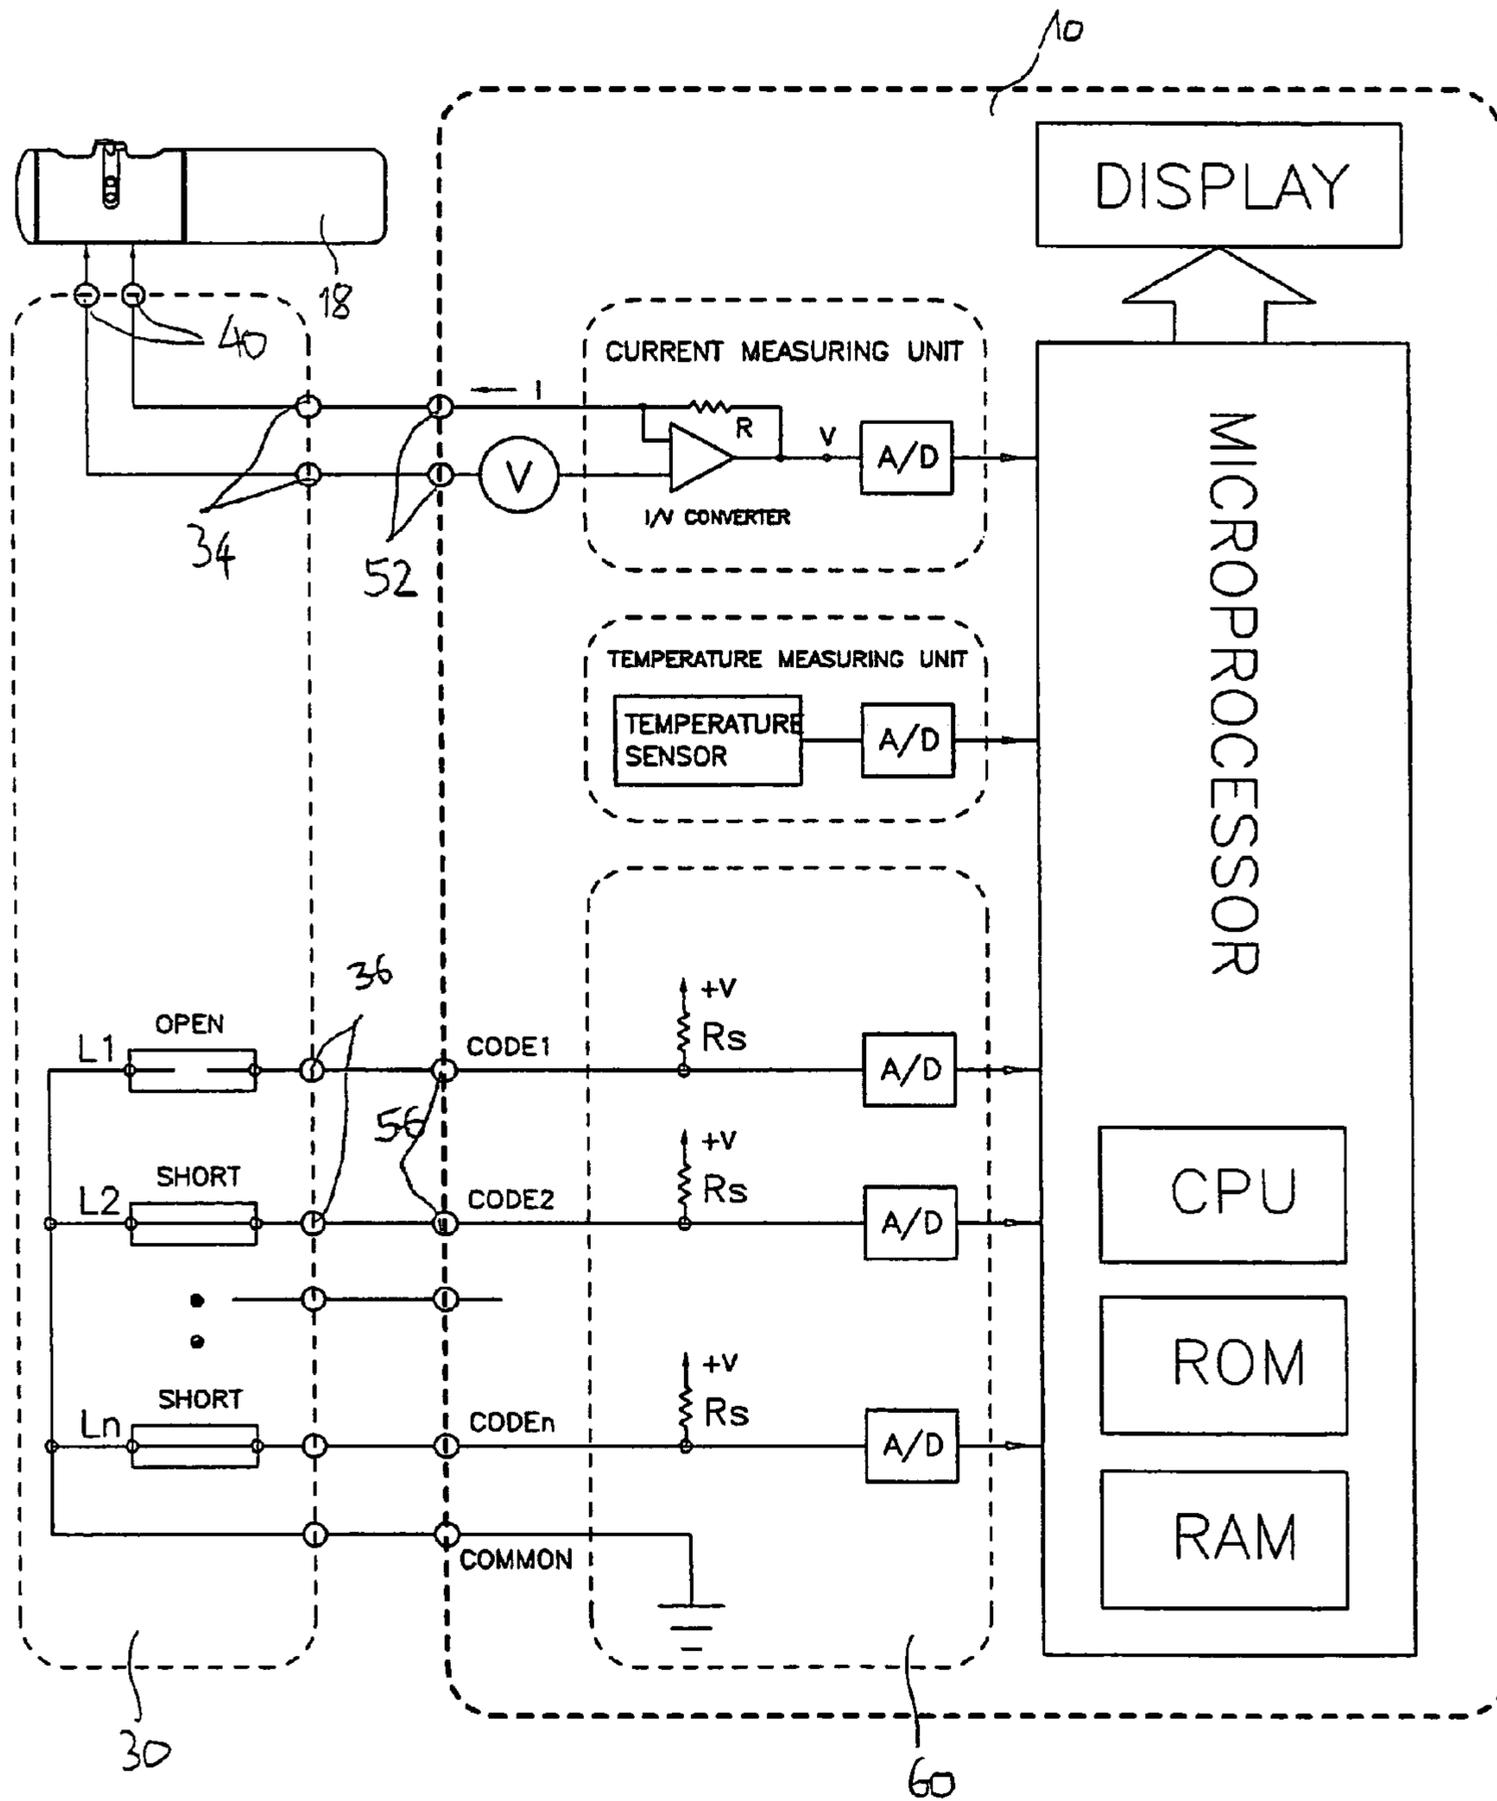 10
DISPLAY
18
40
CURRENT MEASURING UNIT
I
R
V
A/D
V
I/V CONVERTER
34
52
MICROPROCESSOR
TEMPERATURE MEASURING UNIT
TEMPERATURE
SENSOR
A/D
36
+V
OPEN
Rs
L1
CODE1
A/D
56
+V
SHORT
Rs
L2
CODE2
A/D
CPU
ROM
+V
SHORT
Rs
Ln
CODEn
A/D
RAM
COMMON
30
60